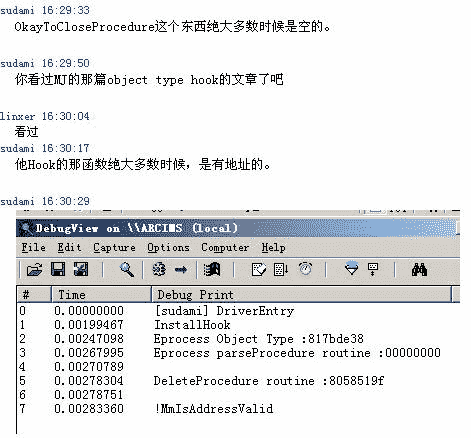 sudami 16:29:33
OkayToCloseProcedure这个东西绝大多数时候是空的。
sudami 16:29:50
你看过MJ的那篇object type hook的文章了吧
linxer 16:30:04
看过
sudami 16:30:17
他Hook的那函数绝大多数时候，是有地址的。
sudami 16:30:29
DebugView on \\ARCIMS (local)
File Edit Capture Options Computer Help
# Time Debug Print
0 0.00000000 [sudami] DriverEntry
1 0.00199467 InstallHook
2 0.00247098 Eprocess Object Type :817bde38
3 0.00267995 Eprocess parseProcedure routine :00000000
4 0.00270789
5 0.00278304 DeleteProcedure routine :8058519f
6 0.00278751
7 0.00283360 !MmIsAddressValid